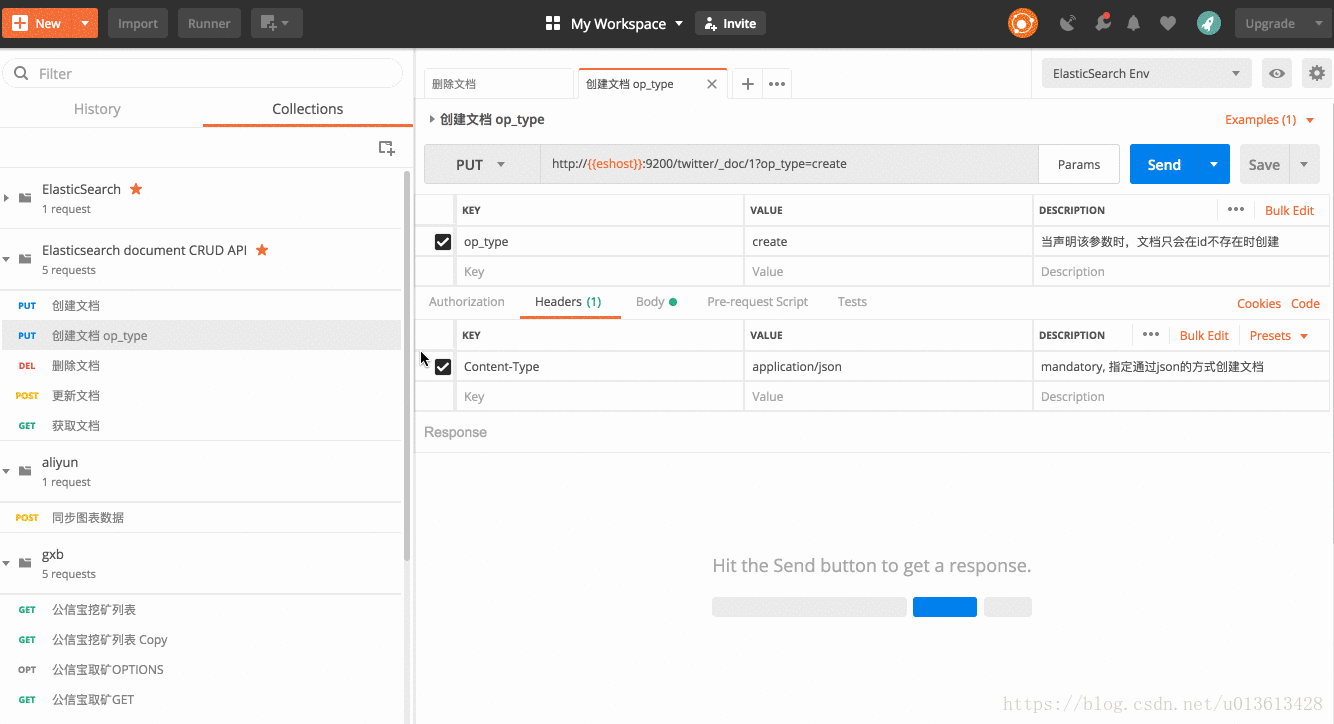 New
Import
Runner
My Workspace
Invite
Upgrade
Filter
History
Collections
ElasticSearch
1 request
Elasticsearch document CRUD API
5 requests
PUT 创建文档
PUT 创建文档 op_type
DEL 删除文档
POST 更新文档
GET 获取文档
aliyun
1 request
POST 同步图表数据
gxb
5 requests
GET 公信宝挖矿列表
GET 公信宝挖矿列表 Copy
OPT 公信宝取矿OPTIONS
GET 公信宝取矿GET
删除文档
创建文档 op_type
ElasticSearch Env
创建文档 op_type
Examples (1)
PUT http://{{eshost}}:9200/twitter/_doc/1?op_type=create Params Send Save
KEY VALUE DESCRIPTION ••• Bulk Edit
op_type create 当声明该参数时，文档只会在id不存在时创建
Key Value Description
Authorization Headers (1) Body Pre-request Script Tests Cookies Code
KEY VALUE DESCRIPTION ••• Bulk Edit Presets
Content-Type application/json mandatory, 指定通过json的方式创建文档
Key Value Description
Response
Hit the Send button to get a response.
https://blog.csdn.net/u013613428